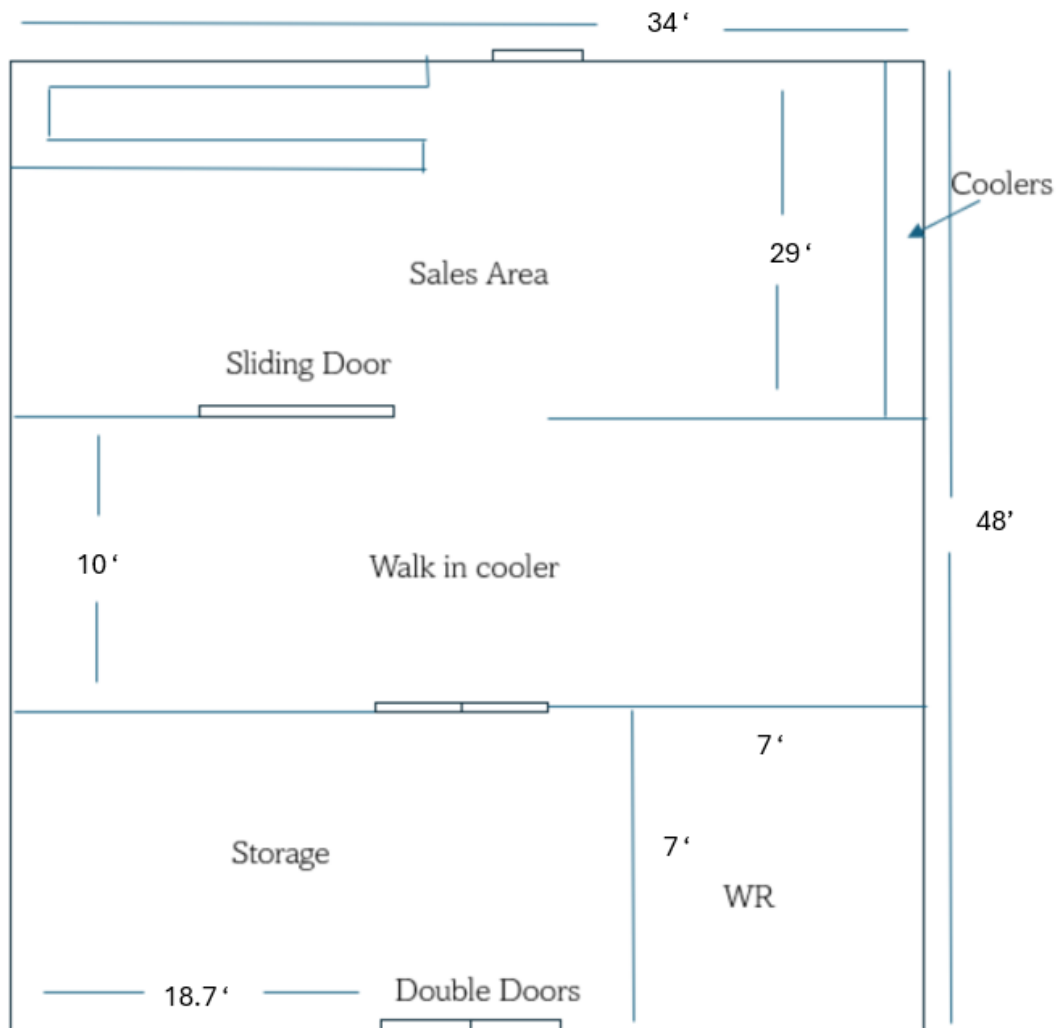 34‘
Coolers
29‘
Sales Area
Sliding Door
48’
10‘
Walk in cooler
7‘
7‘
Storage
WR
18.7‘
Double Doors